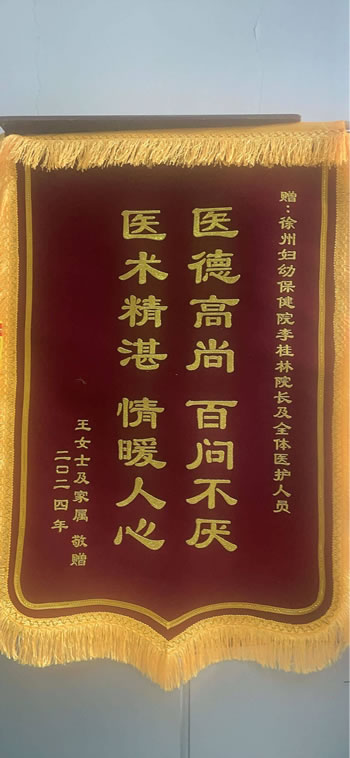 赠：徐州妇幼保健院李桂林院长及全体医护人员
医德高尚 百问不厌
医术精湛 情暖人心
王女士及家属 敬赠
二〇二四年